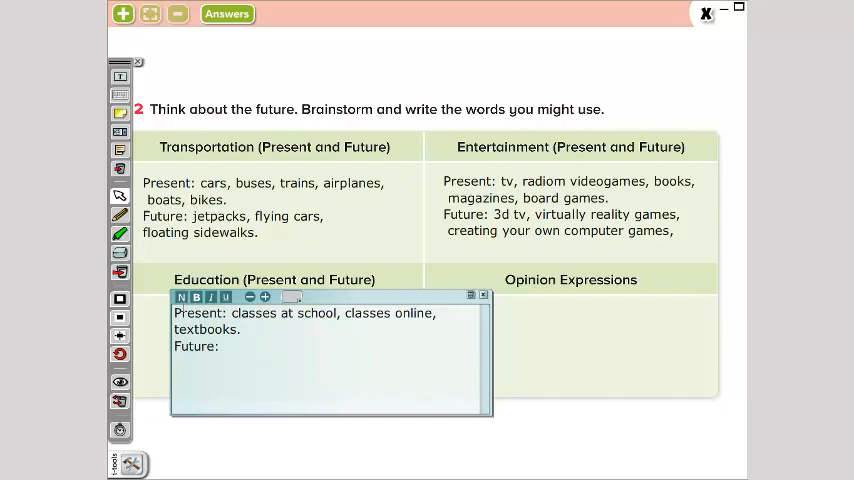 Answers
X
2 Think about the future. Brainstorm and write the words you might use.
Transportation (Present and Future)
Entertainment (Present and Future)
Present: cars, buses, trains, airplanes,
boats, bikes.
Future: jetpacks, flying cars,
floating sidewalks.
Present: tv, radiom videogames, books,
magazines, board games.
Future: 3d tv, virtually reality games,
creating your own computer games,
Education (Present and Future)
Opinion Expressions
N B I U
Present: classes at school, classes online,
textbooks.
Future:
i-tools